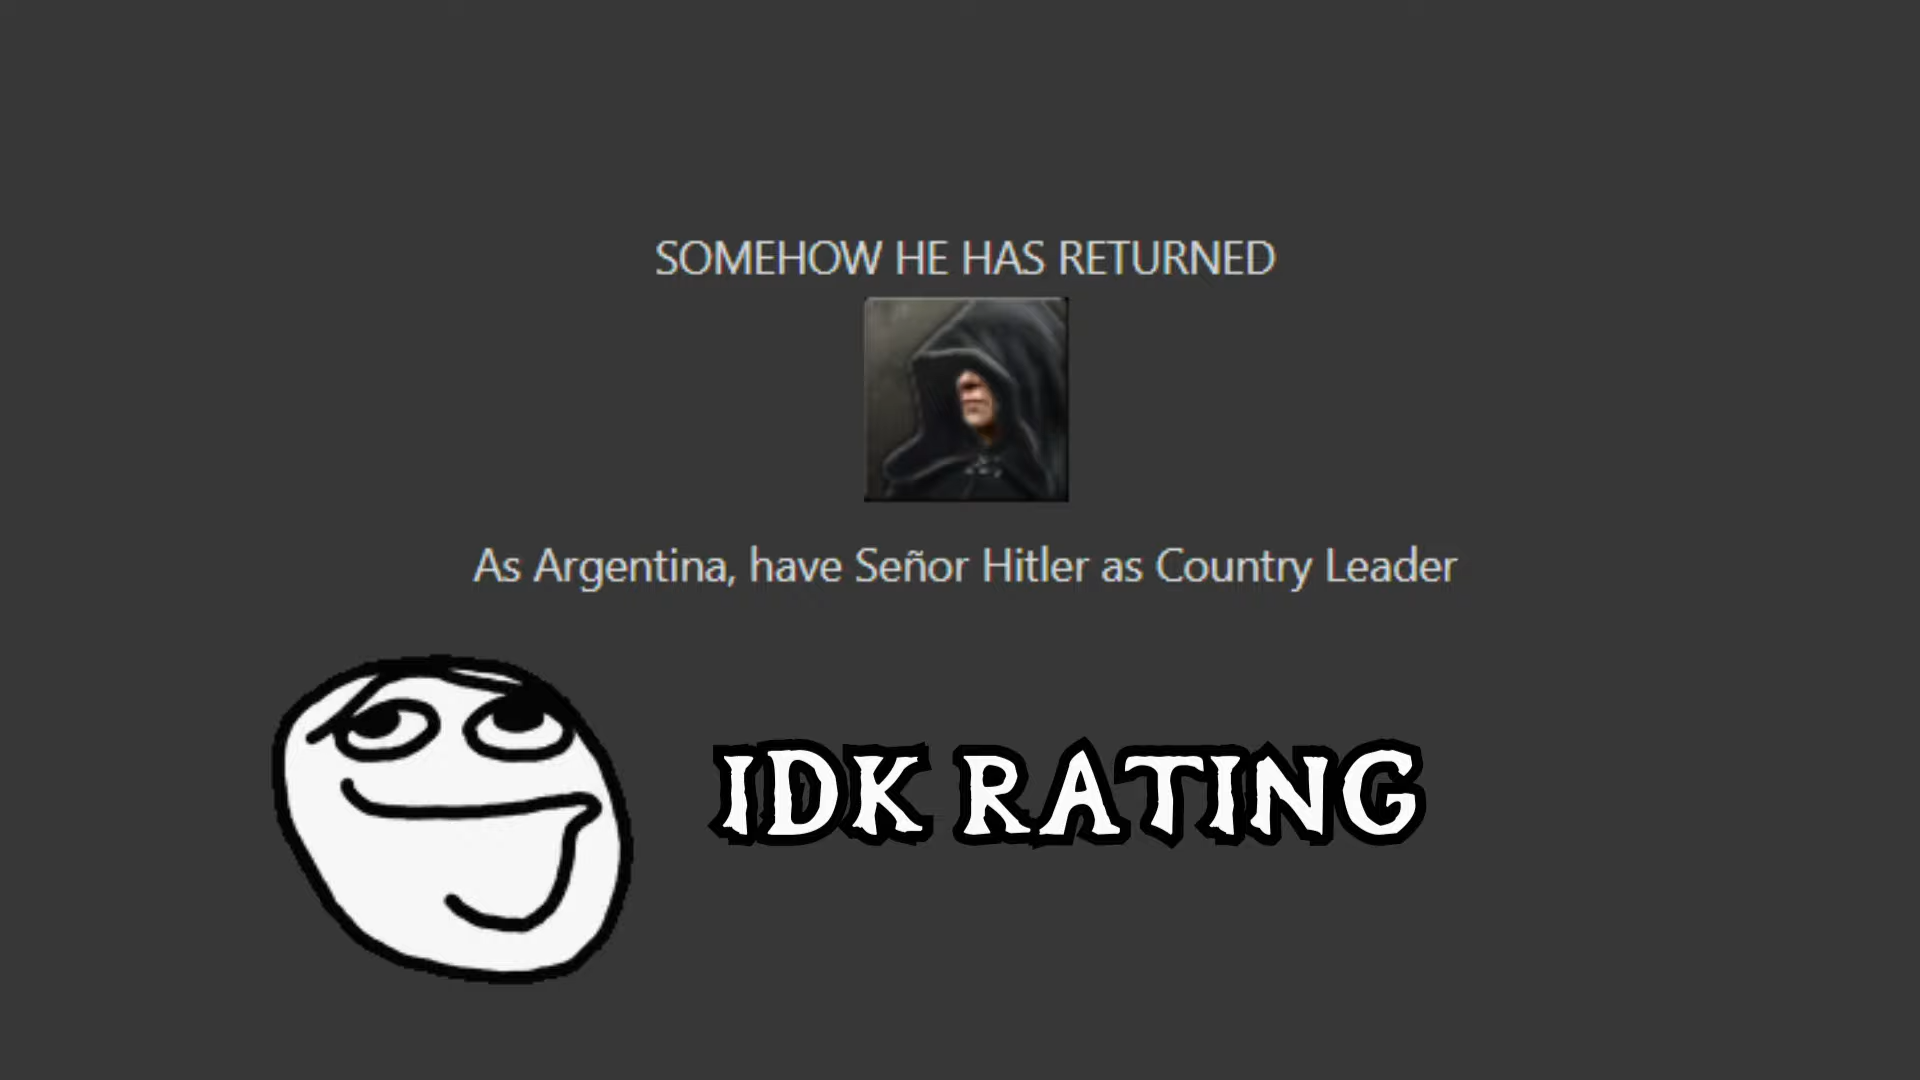 SOMEHOW HE HAS RETURNED
As Argentina, have Señor Hitler as Country Leader
IDK RATING